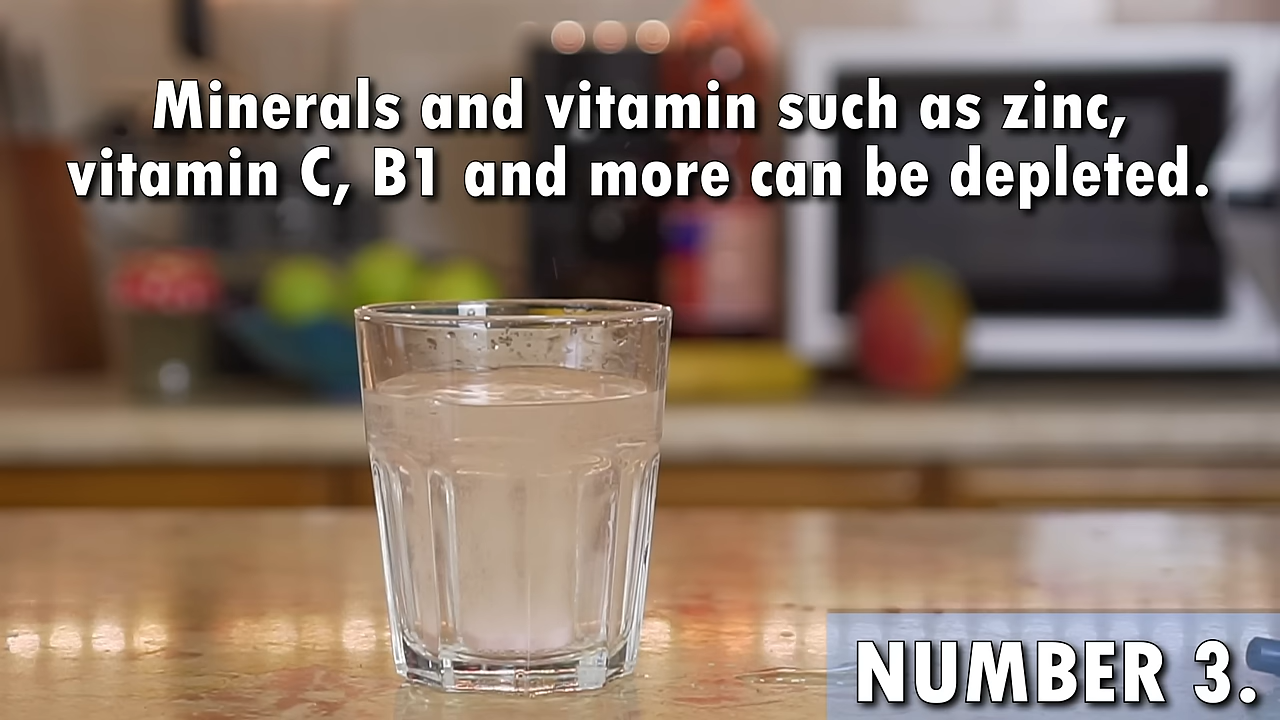 Minerals and vitamin such as zinc,
vitamin C, B1 and more can be depleted.
NUMBER 3.